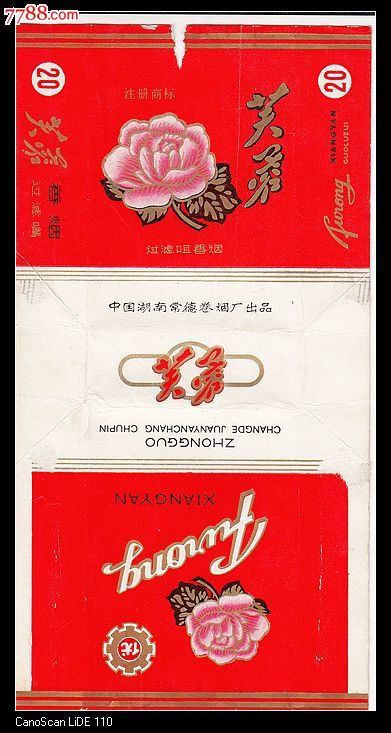 7788.com
20
芙蓉
香烟
过滤嘴
注册商标
芙蓉
过滤咀香烟
20
XIANGYAN
GUOLUZUI
Furong
中国湖南常德卷烟厂出品
芙蓉
ZHONGGUO
CHANGDE JUANYANCHANG CHUPIN
XIANGYAN
Furong
优
CanoScan LiDE 110